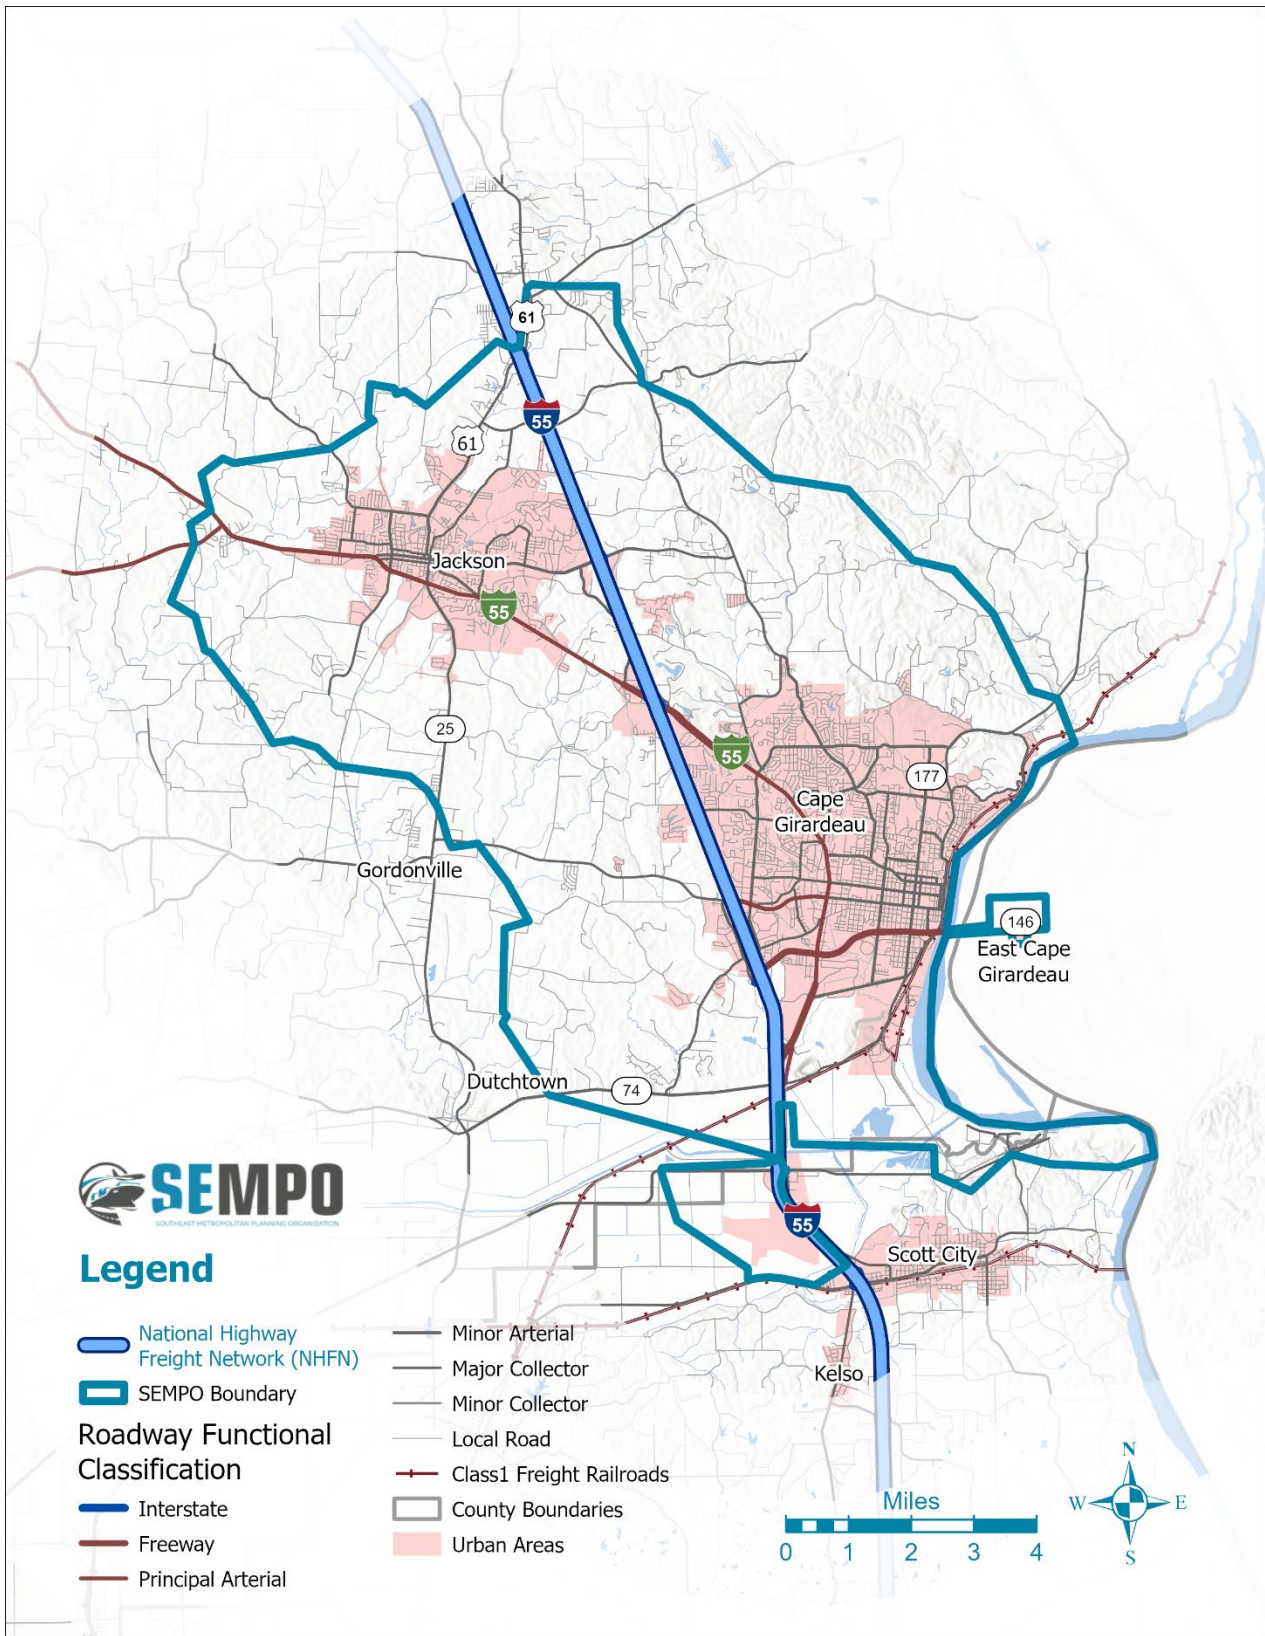 61
55
61
Jackson
55
25
55
177
Cape
Girardeau
Gordonville
146
East Cape
Girardeau
Dutchtown
74
55
Scott City
Kelso
SEMPO
SOUTHEAST METROPOLITAN PLANNING ORGANIZATION
Legend
National Highway
Freight Network (NHFN)
SEMPO Boundary
Roadway Functional
Classification
Interstate
Freeway
Principal Arterial
Minor Arterial
Major Collector
Minor Collector
Local Road
Class1 Freight Railroads
County Boundaries
Urban Areas
Miles
0 1 2 3 4
N
W E
S